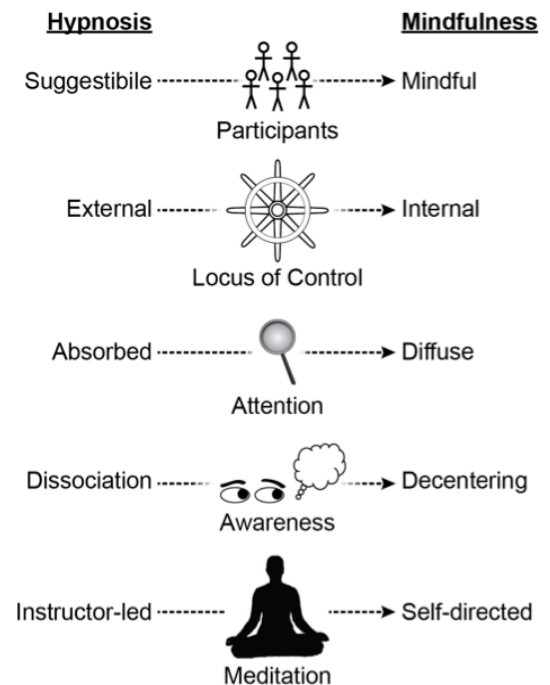 Hypnosis Mindfulness
Suggestibile Mindful
Participants
External Internal
Locus of Control
Absorbed Diffuse
Attention
Dissociation Decentering
Awareness
Instructor-led Self-directed
Meditation